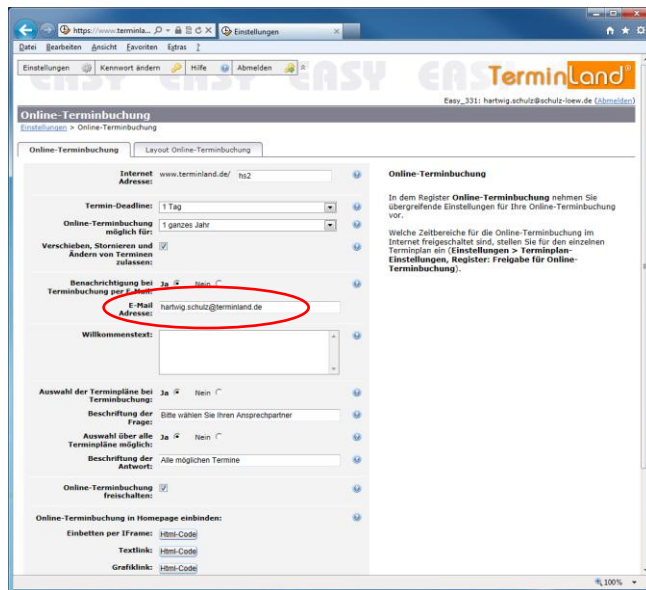 https://www.terminla...
Einstellungen
Datei Bearbeiten Ansicht Favoriten Extras ?
Einstellungen Kennwort ändern Hilfe Abmelden
EASY EASY EASY EASY
TerminLand®
Easy_331: hartwig.schulz@schulz-loew.de (Abmelden)
Online-Terminbuchung
Einstellungen > Online-Terminbuchung
Online-Terminbuchung Layout Online-Terminbuchung
Internet Adresse: www.terminland.de/ hs2
Termin-Deadline: 1 Tag
Online-Terminbuchung möglich für: 1 ganzes Jahr
Verschieben, Stornieren und Ändern von Terminen zulassen:
Benachrichtigung bei Terminbuchung per E-Mail: Ja Nein
E-Mail Adresse: hartwig.schulz@terminland.de
Willkommenstext:
Auswahl der Terminpläne bei Terminbuchung: Ja Nein
Beschriftung der Frage: Bitte wählen Sie Ihren Ansprechpartner
Auswahl über alle Terminpläne möglich: Ja Nein
Beschriftung der Antwort: Alle möglichen Termine
Online-Terminbuchung freischalten:
Online-Terminbuchung in Homepage einbinden:
Einbetten per IFrame: Html-Code
Textlink: Html-Code
Grafiklink: Html-Code
Online-Terminbuchung
In dem Register Online-Terminbuchung nehmen Sie
übergreifende Einstellungen für Ihre Online-Terminbuchung
vor.
Welche Zeitbereiche für die Online-Terminbuchung im
Internet freigeschaltet sind, stellen Sie für den einzelnen
Terminplan ein (Einstellungen > Terminplan-
Einstellungen, Register: Freigabe für Online-
Terminbuchung).
100%